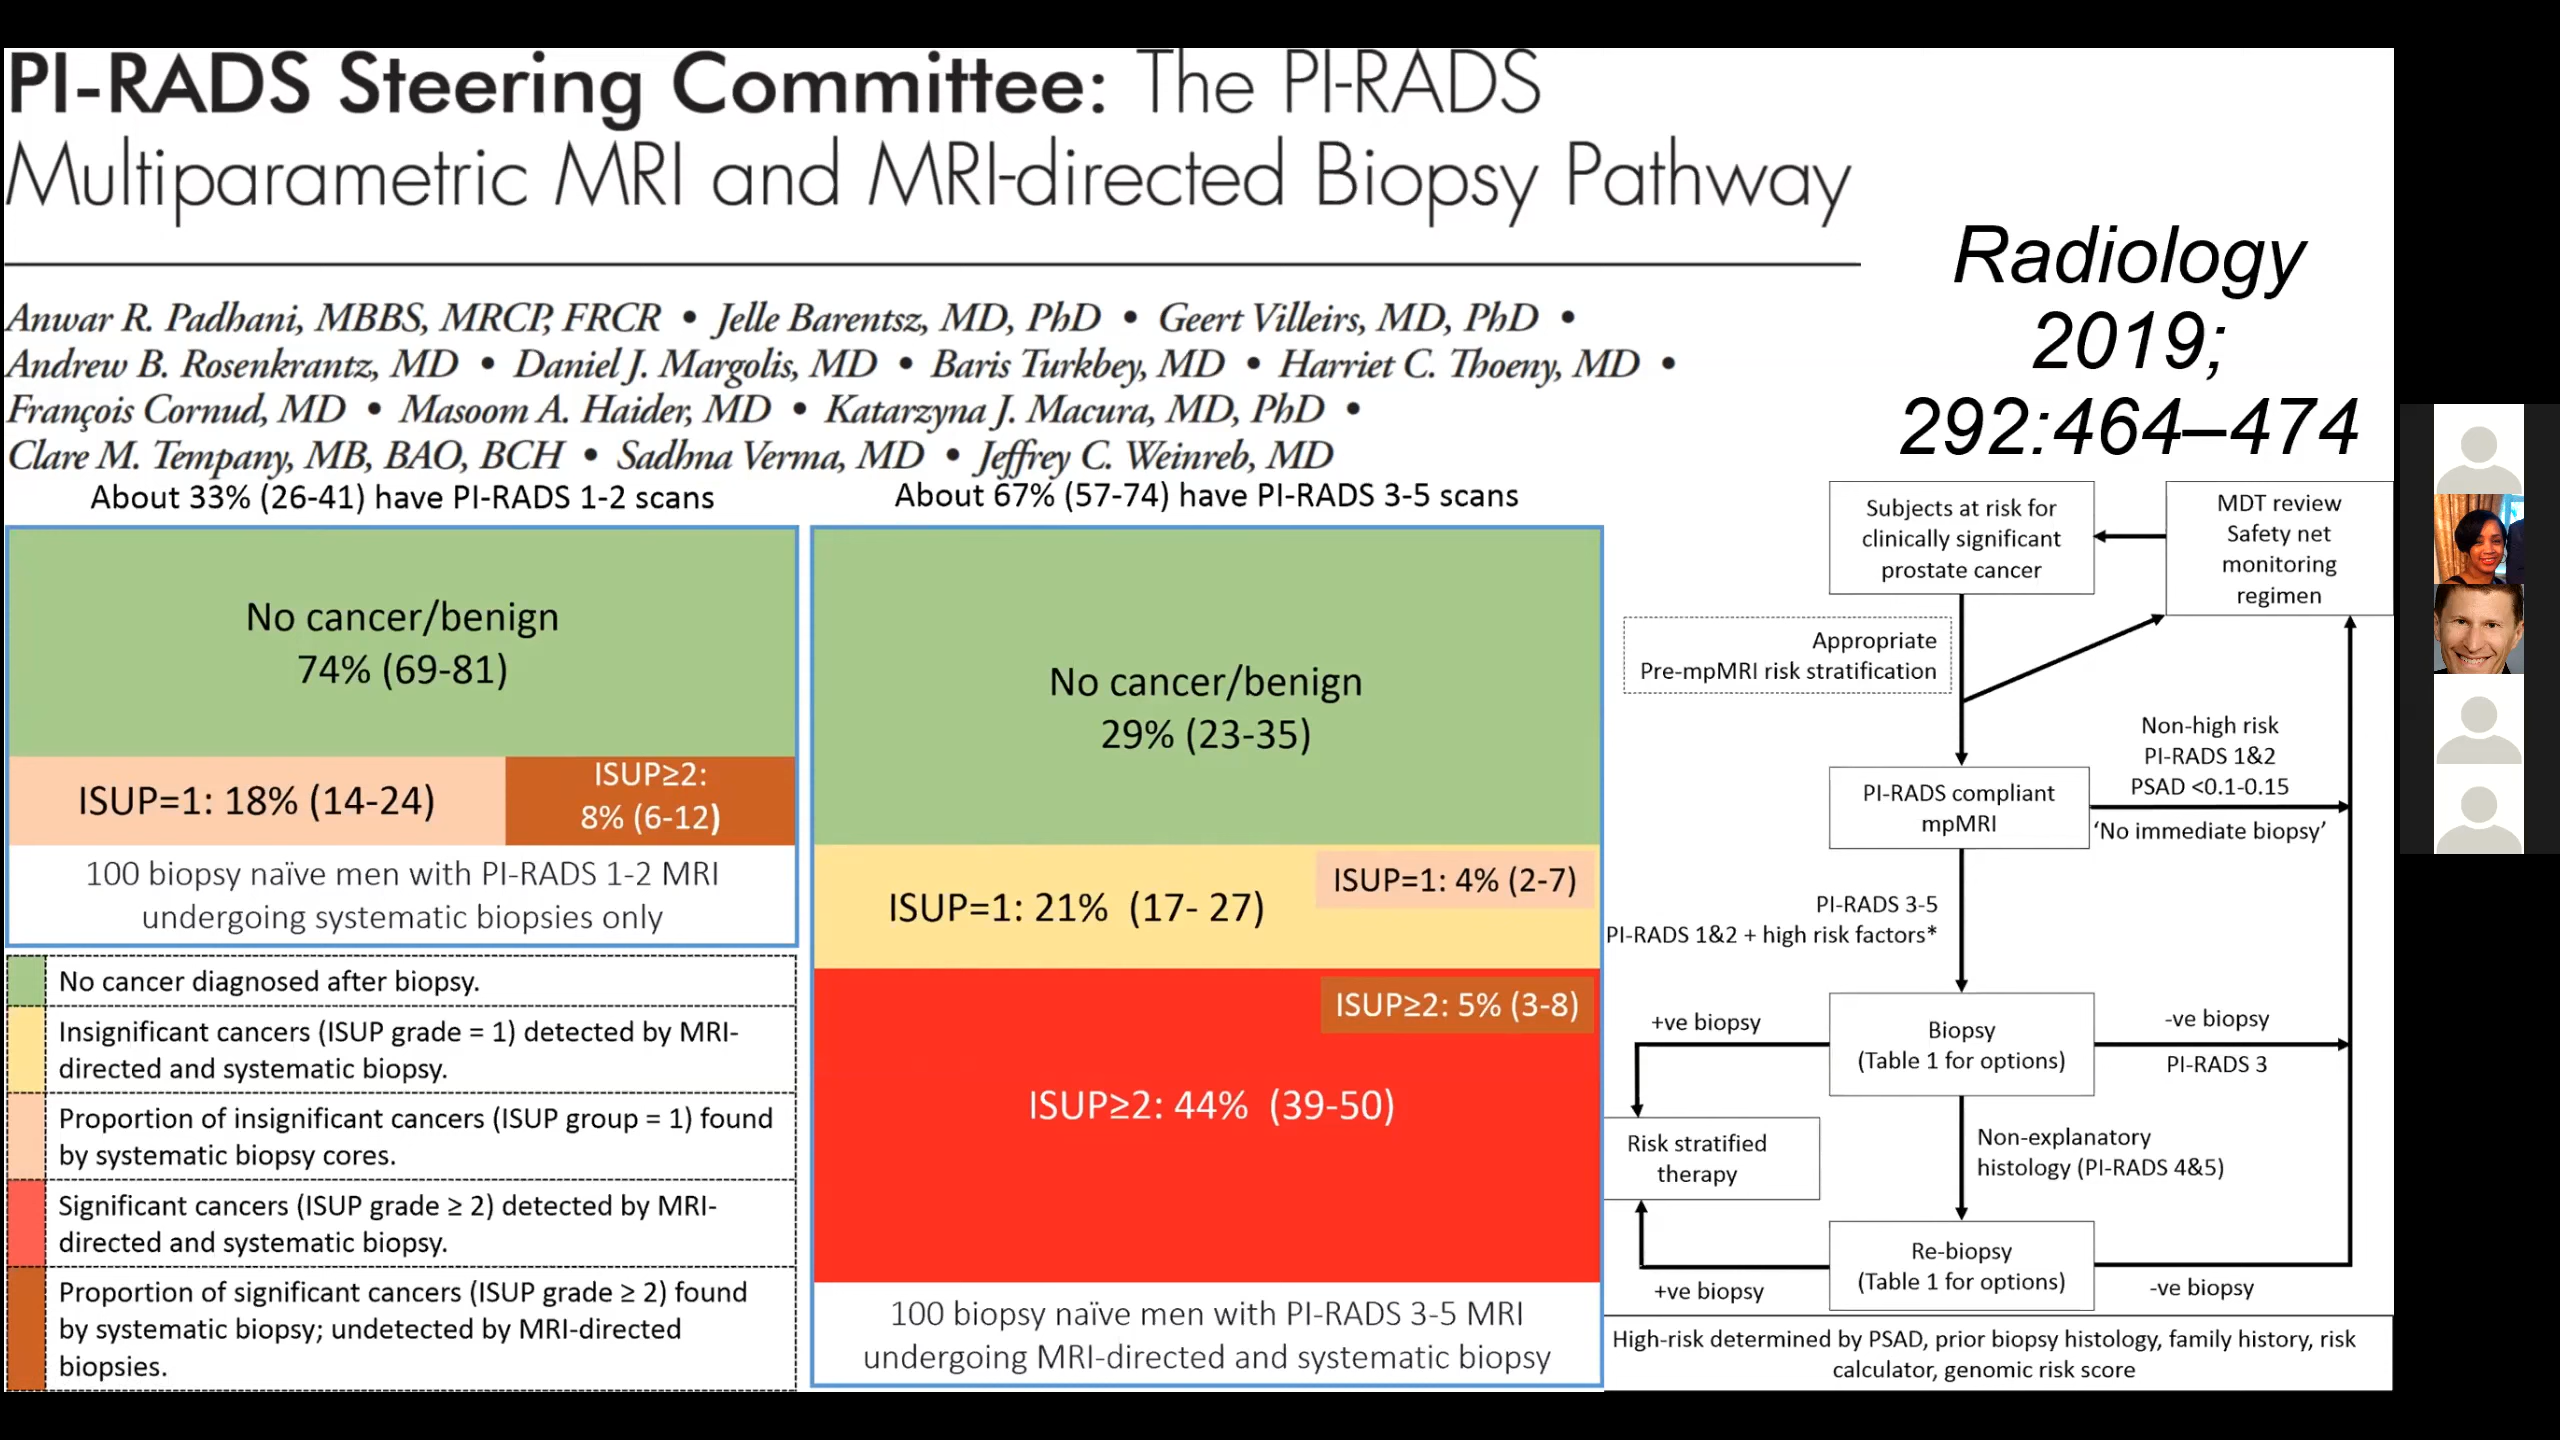 PI-RADS Steering Committee: The PI-RADS
Multiparametric MRI and MRI-directed Biopsy Pathway
Radiology
2019;
292:464–474
Anwar R. Padhani, MBBS, MRCP, FRCR • Jelle Barentsz, MD, PhD • Geert Villeirs, MD, PhD •
Andrew B. Rosenkrantz, MD • Daniel J. Margolis, MD • Baris Turkbey, MD • Harriet C. Thoeny, MD •
François Cornud, MD • Masoom A. Haider, MD • Katarzyna J. Macura, MD, PhD •
Clare M. Tempany, MB, BAO, BCH • Sadhna Verma, MD • Jeffrey C. Weinreb, MD
About 33% (26-41) have PI-RADS 1-2 scans
No cancer/benign
74% (69-81)
ISUP=1: 18% (14-24)
ISUP≥2:
8% (6-12)
100 biopsy naïve men with PI-RADS 1-2 MRI
undergoing systematic biopsies only
No cancer diagnosed after biopsy.
Insignificant cancers (ISUP grade = 1) detected by MRI-
directed and systematic biopsy.
Proportion of insignificant cancers (ISUP group = 1) found
by systematic biopsy cores.
Significant cancers (ISUP grade ≥ 2) detected by MRI-
directed and systematic biopsy.
Proportion of significant cancers (ISUP grade ≥ 2) found
by systematic biopsy; undetected by MRI-directed
biopsies.
About 67% (57-74) have PI-RADS 3-5 scans
No cancer/benign
29% (23-35)
ISUP=1: 21% (17- 27)
ISUP=1: 4% (2-7)
ISUP≥2: 5% (3-8)
ISUP≥2: 44% (39-50)
100 biopsy naïve men with PI-RADS 3-5 MRI
undergoing MRI-directed and systematic biopsy
Subjects at risk for
clinically significant
prostate cancer
MDT review
Safety net
monitoring
regimen
Appropriate
Pre-mpMRI risk stratification
Non-high risk
PI-RADS 1&2
PSAD <0.1-0.15
PI-RADS compliant
mpMRI
'No immediate biopsy'
PI-RADS 3-5
PI-RADS 1&2 + high risk factors*
+ve biopsy
Biopsy
(Table 1 for options)
-ve biopsy
PI-RADS 3
Risk stratified
therapy
Non-explanatory
histology (PI-RADS 4&5)
Re-biopsy
(Table 1 for options)
+ve biopsy
-ve biopsy
High-risk determined by PSAD, prior biopsy histology, family history, risk
calculator, genomic risk score